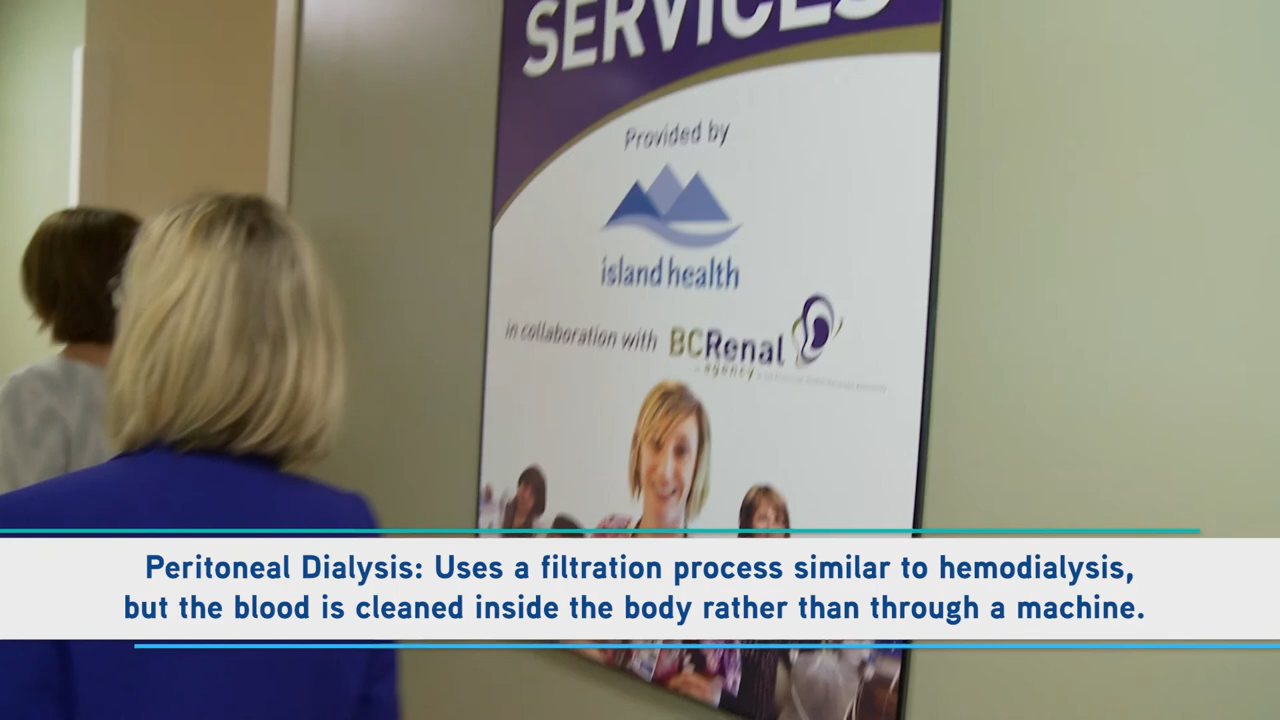 SERVICES
Provided by
island health
in collaboration with BCRenal
agency
Peritoneal Dialysis: Uses a filtration process similar to hemodialysis,
but the blood is cleaned inside the body rather than through a machine.